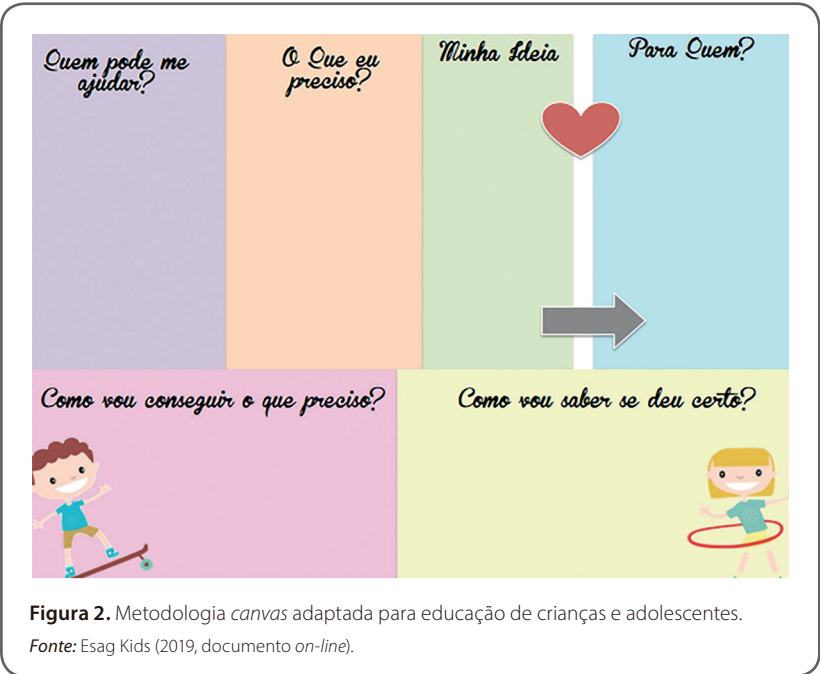 Quem pode me
ajudar?
O Que eu
preciso?
Minha Ideia
Para Quem?
Como vou conseguir o que preciso?
Como vou saber se deu certo?
Figura 2. Metodologia canvas adaptada para educação de crianças e adolescentes.
Fonte: Esag Kids (2019, documento on-line).